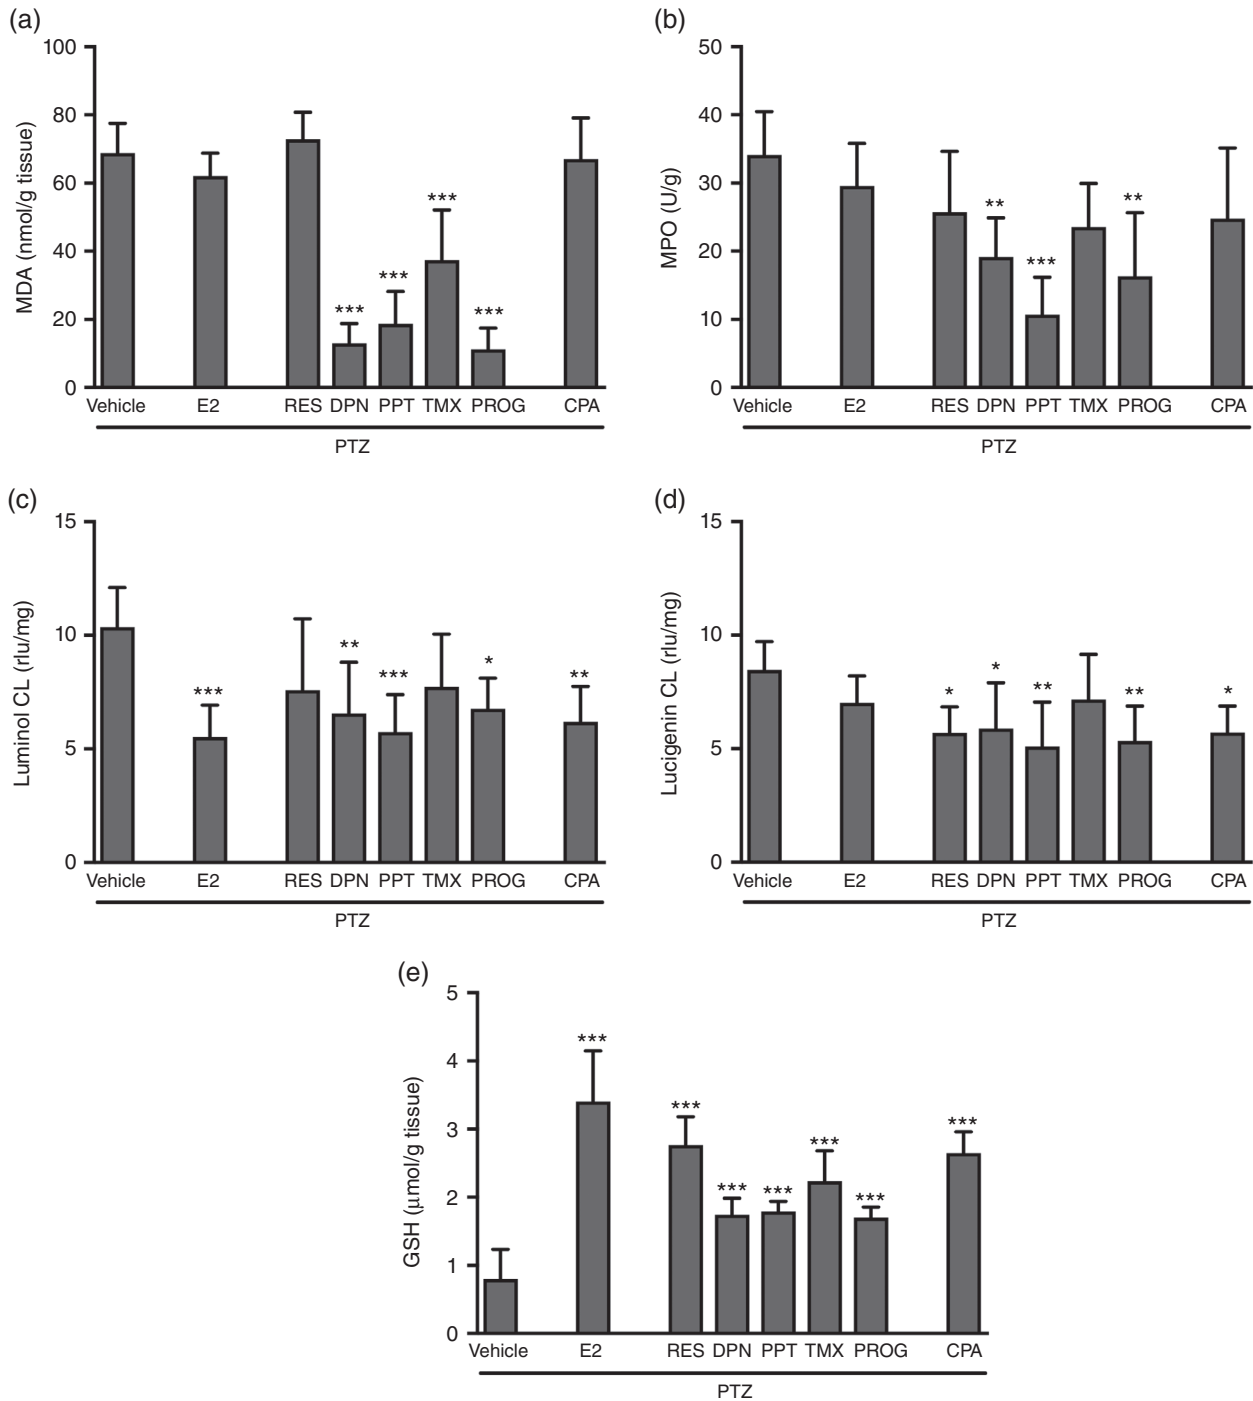 (a)
100
80
60
40
20
0
MDA (nmol/g tissue)
***
***
***
***
Vehicle E2 RES DPN PPT TMX PROG CPA
PTZ
(b)
50
40
30
20
10
0
MPO (U/g)
**
***
**
Vehicle E2 RES DPN PPT TMX PROG CPA
PTZ
(c)
15
10
5
0
Luminol CL (rlu/mg)
***
**
***
*
**
Vehicle E2 RES DPN PPT TMX PROG CPA
PTZ
(d)
15
10
5
0
Lucigenin CL (rlu/mg)
*
*
**
**
*
Vehicle E2 RES DPN PPT TMX PROG CPA
PTZ
(e)
5
4
3
2
1
0
GSH (μmol/g tissue)
***
***
***
***
***
***
***
Vehicle E2 RES DPN PPT TMX PROG CPA
PTZ